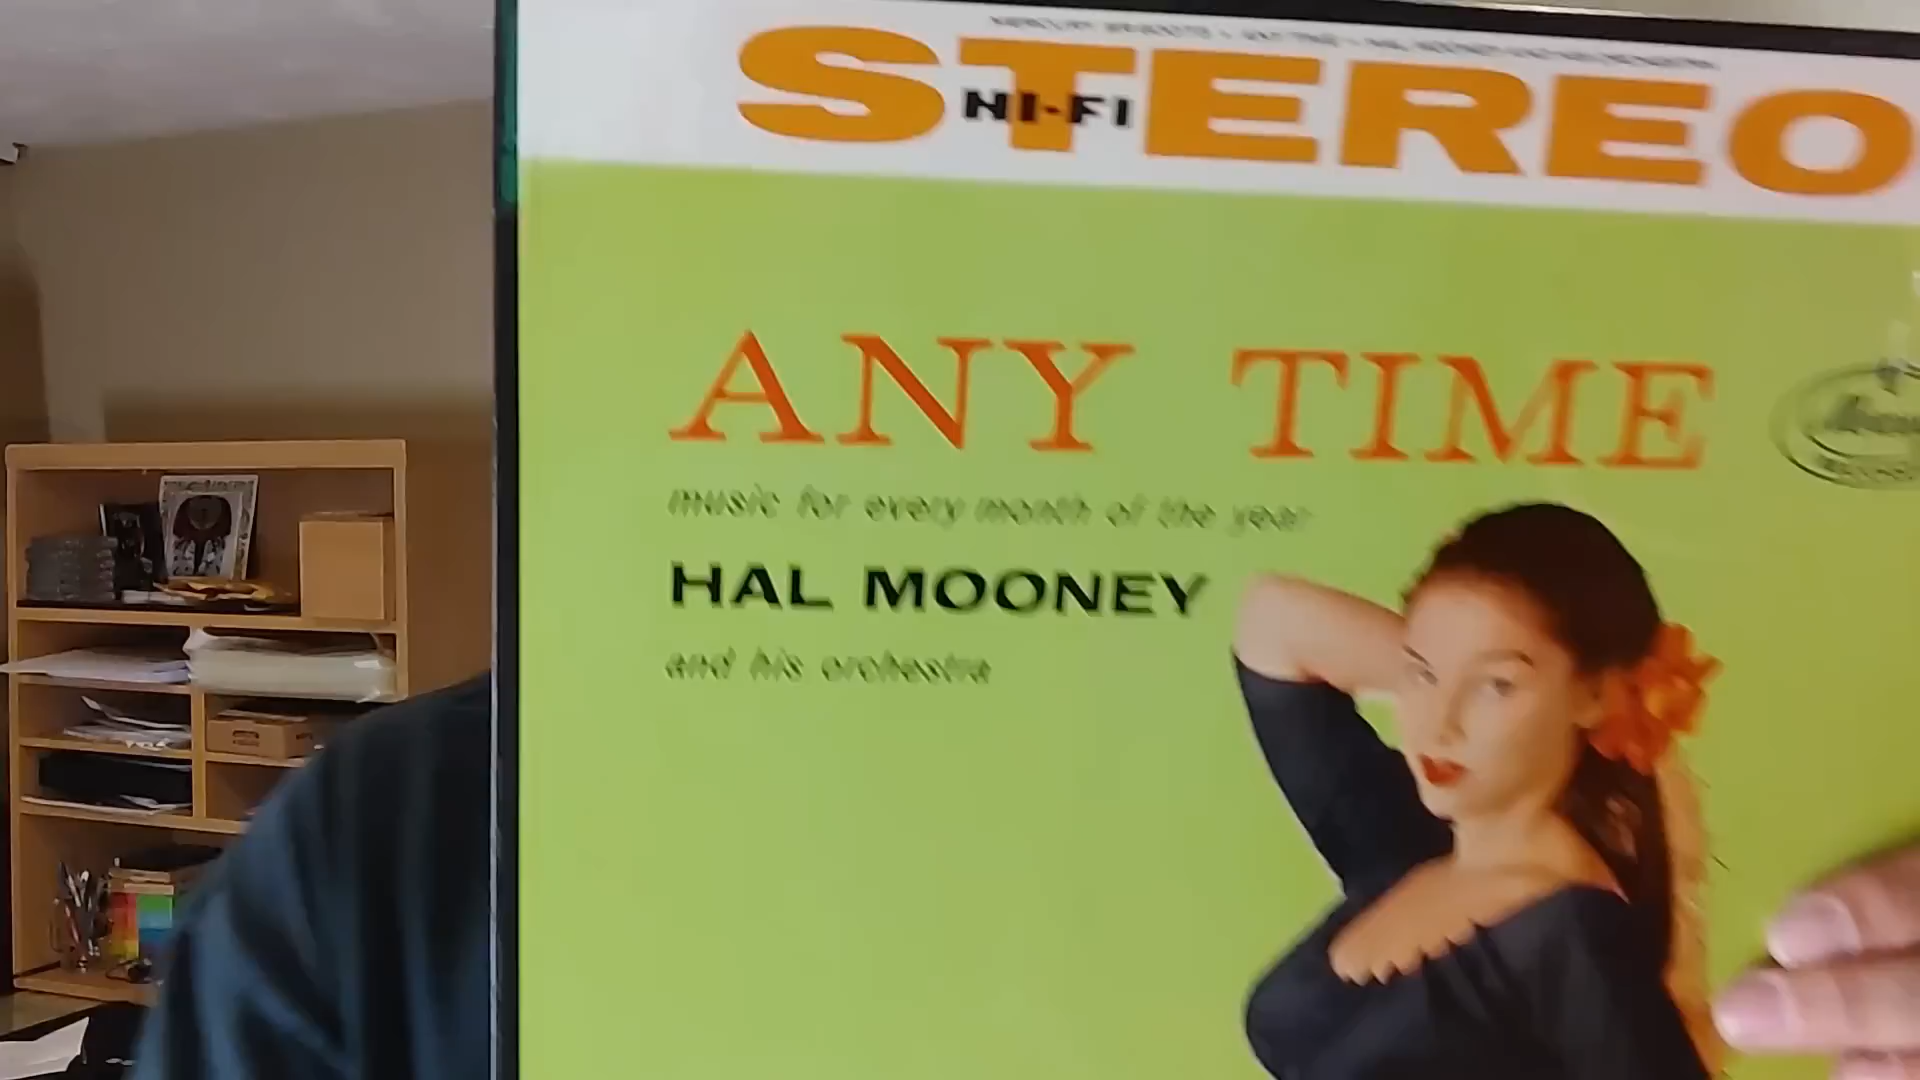 STEREO
HI-FI
ANY TIME
music for every month of the year
HAL MOONEY
and his orchestra